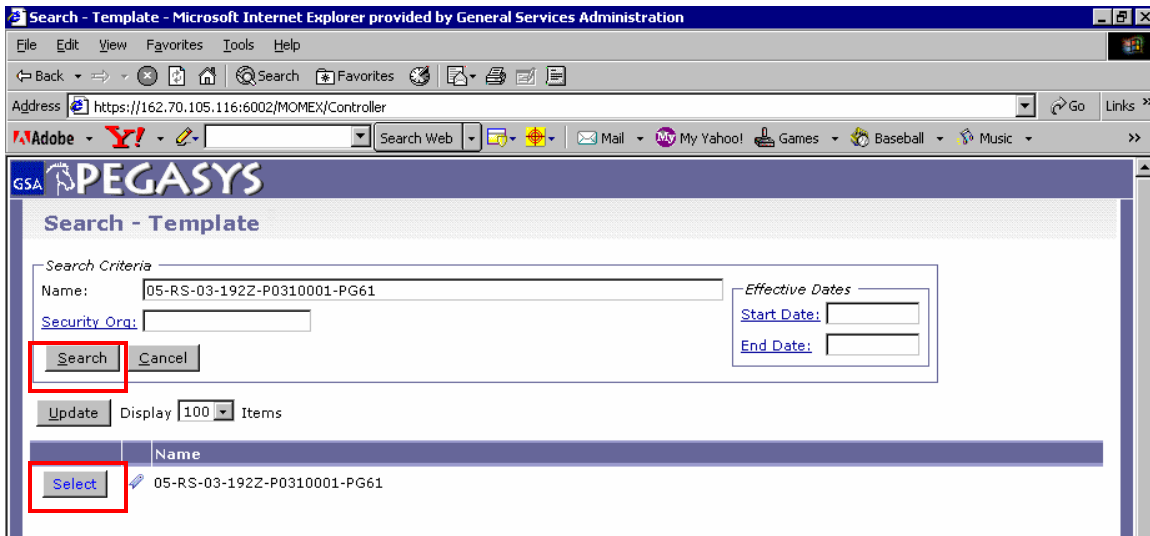 Search - Template - Microsoft Internet Explorer provided by General Services Administration
File Edit View Favorites Tools Help
Back Search Favorites
Address https://162.70.105.116:6002/MOMEX/Controller Go Links »
Adobe Y! Search Web Mail My Yahoo! Games Baseball Music »
GSA PEGASYS
Search - Template
Search Criteria
Name: 05-RS-03-192Z-P0310001-PG61
Effective Dates
Security Org: Start Date:
End Date:
Search Cancel
Update Display 100 Items
Name
Select 05-RS-03-192Z-P0310001-PG61